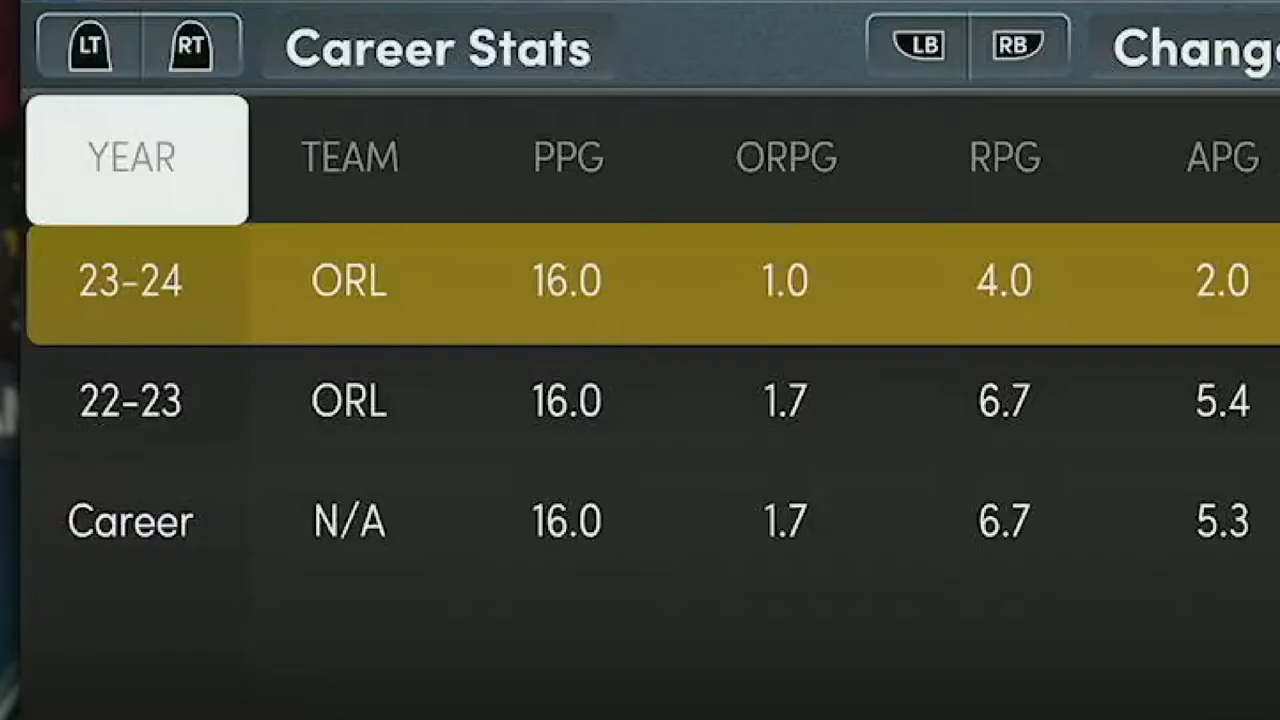 LT RT Career Stats LB RB Change
YEAR TEAM PPG ORPG RPG APG
23-24 ORL 16.0 1.0 4.0 2.0
22-23 ORL 16.0 1.7 6.7 5.4
Career N/A 16.0 1.7 6.7 5.3